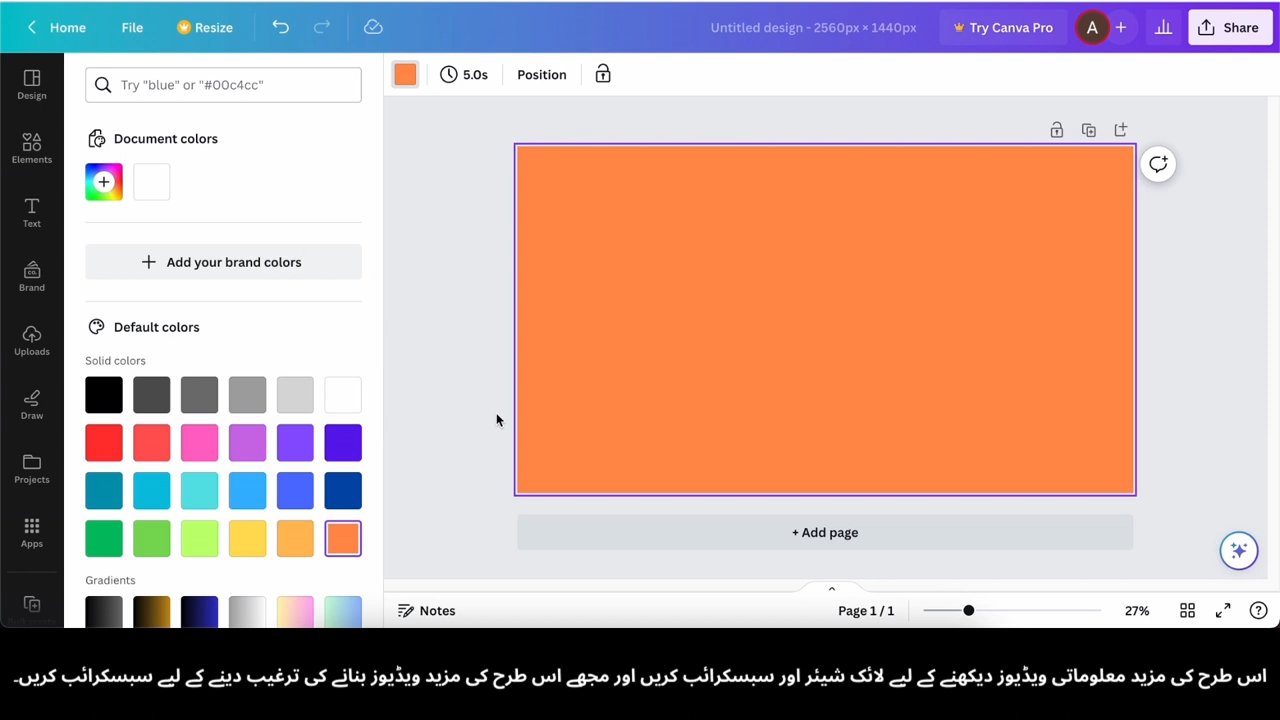 Home
File
Resize
Untitled design - 2560px × 1440px
Try Canva Pro
A
Share
Design
Elements
Text
Brand
co.
Uploads
Draw
Projects
Apps
Try "blue" or "#00c4cc"
Document colors
Add your brand colors
Default colors
Solid colors
Gradients
5.0s
Position
+ Add page
Notes
Page 1 / 1
27%
اس طرح کی مزید معلوماتی ویڈیوز دیکھنے کے لیے لائک شیئر اور سبسکرائب کریں اور مجھے اس طرح کی مزید ویڈیوز بنانے کی ترغیب دینے کے لیے سبسکرائب کریں۔